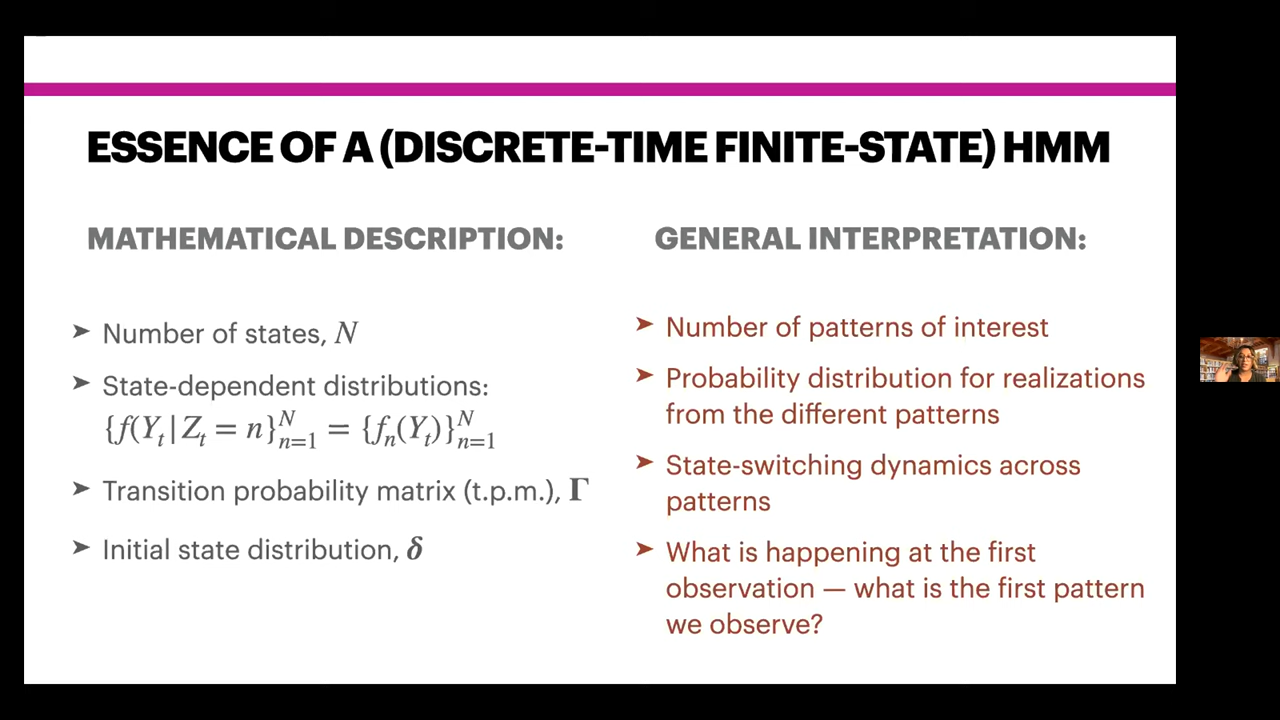 ESSENCE OF A (DISCRETE-TIME FINITE-STATE) HMM
MATHEMATICAL DESCRIPTION:
➤ Number of states, N
➤ State-dependent distributions:
{f(Y_t | Z_t = n)}_{n=1}^N = {f_n(Y_t)}_{n=1}^N
➤ Transition probability matrix (t.p.m.), Γ
➤ Initial state distribution, δ
GENERAL INTERPRETATION:
➤ Number of patterns of interest
➤ Probability distribution for realizations
from the different patterns
➤ State-switching dynamics across
patterns
➤ What is happening at the first
observation — what is the first pattern
we observe?